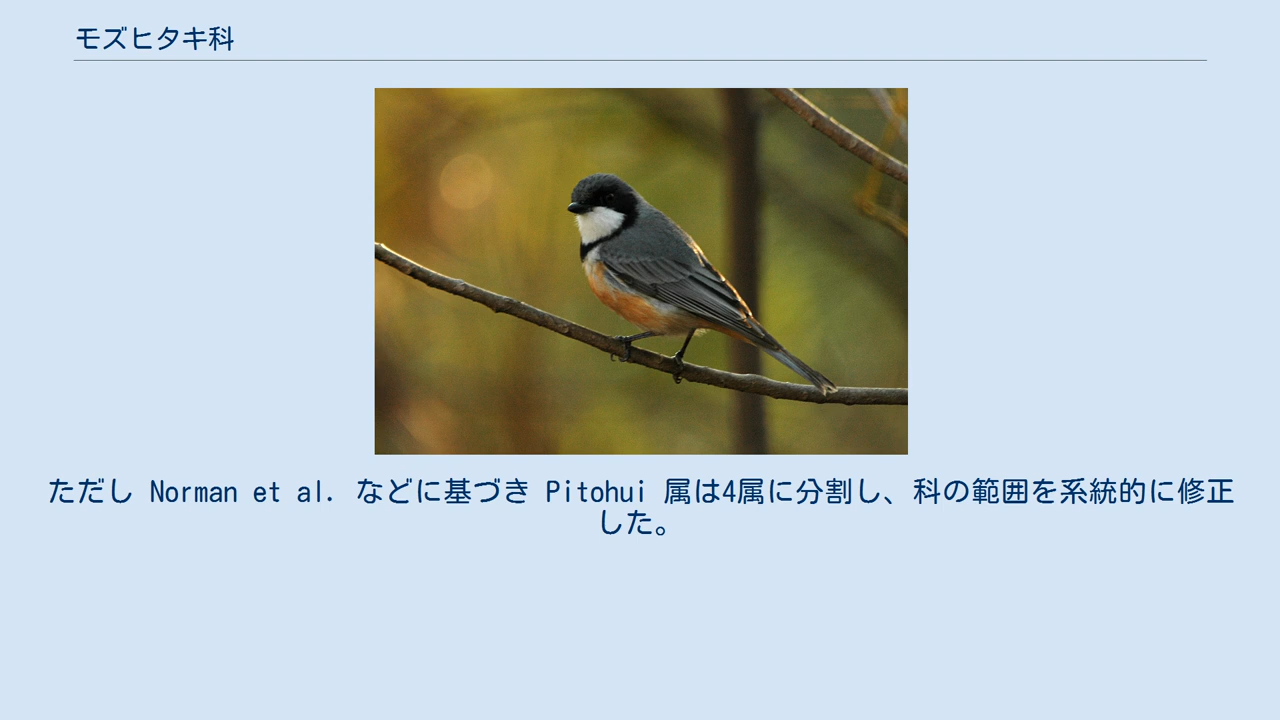 モズヒタキ科
ただし Norman et al. などに基づき Pitohui 属は4属に分割し、科の範囲を系統的に修正
した。